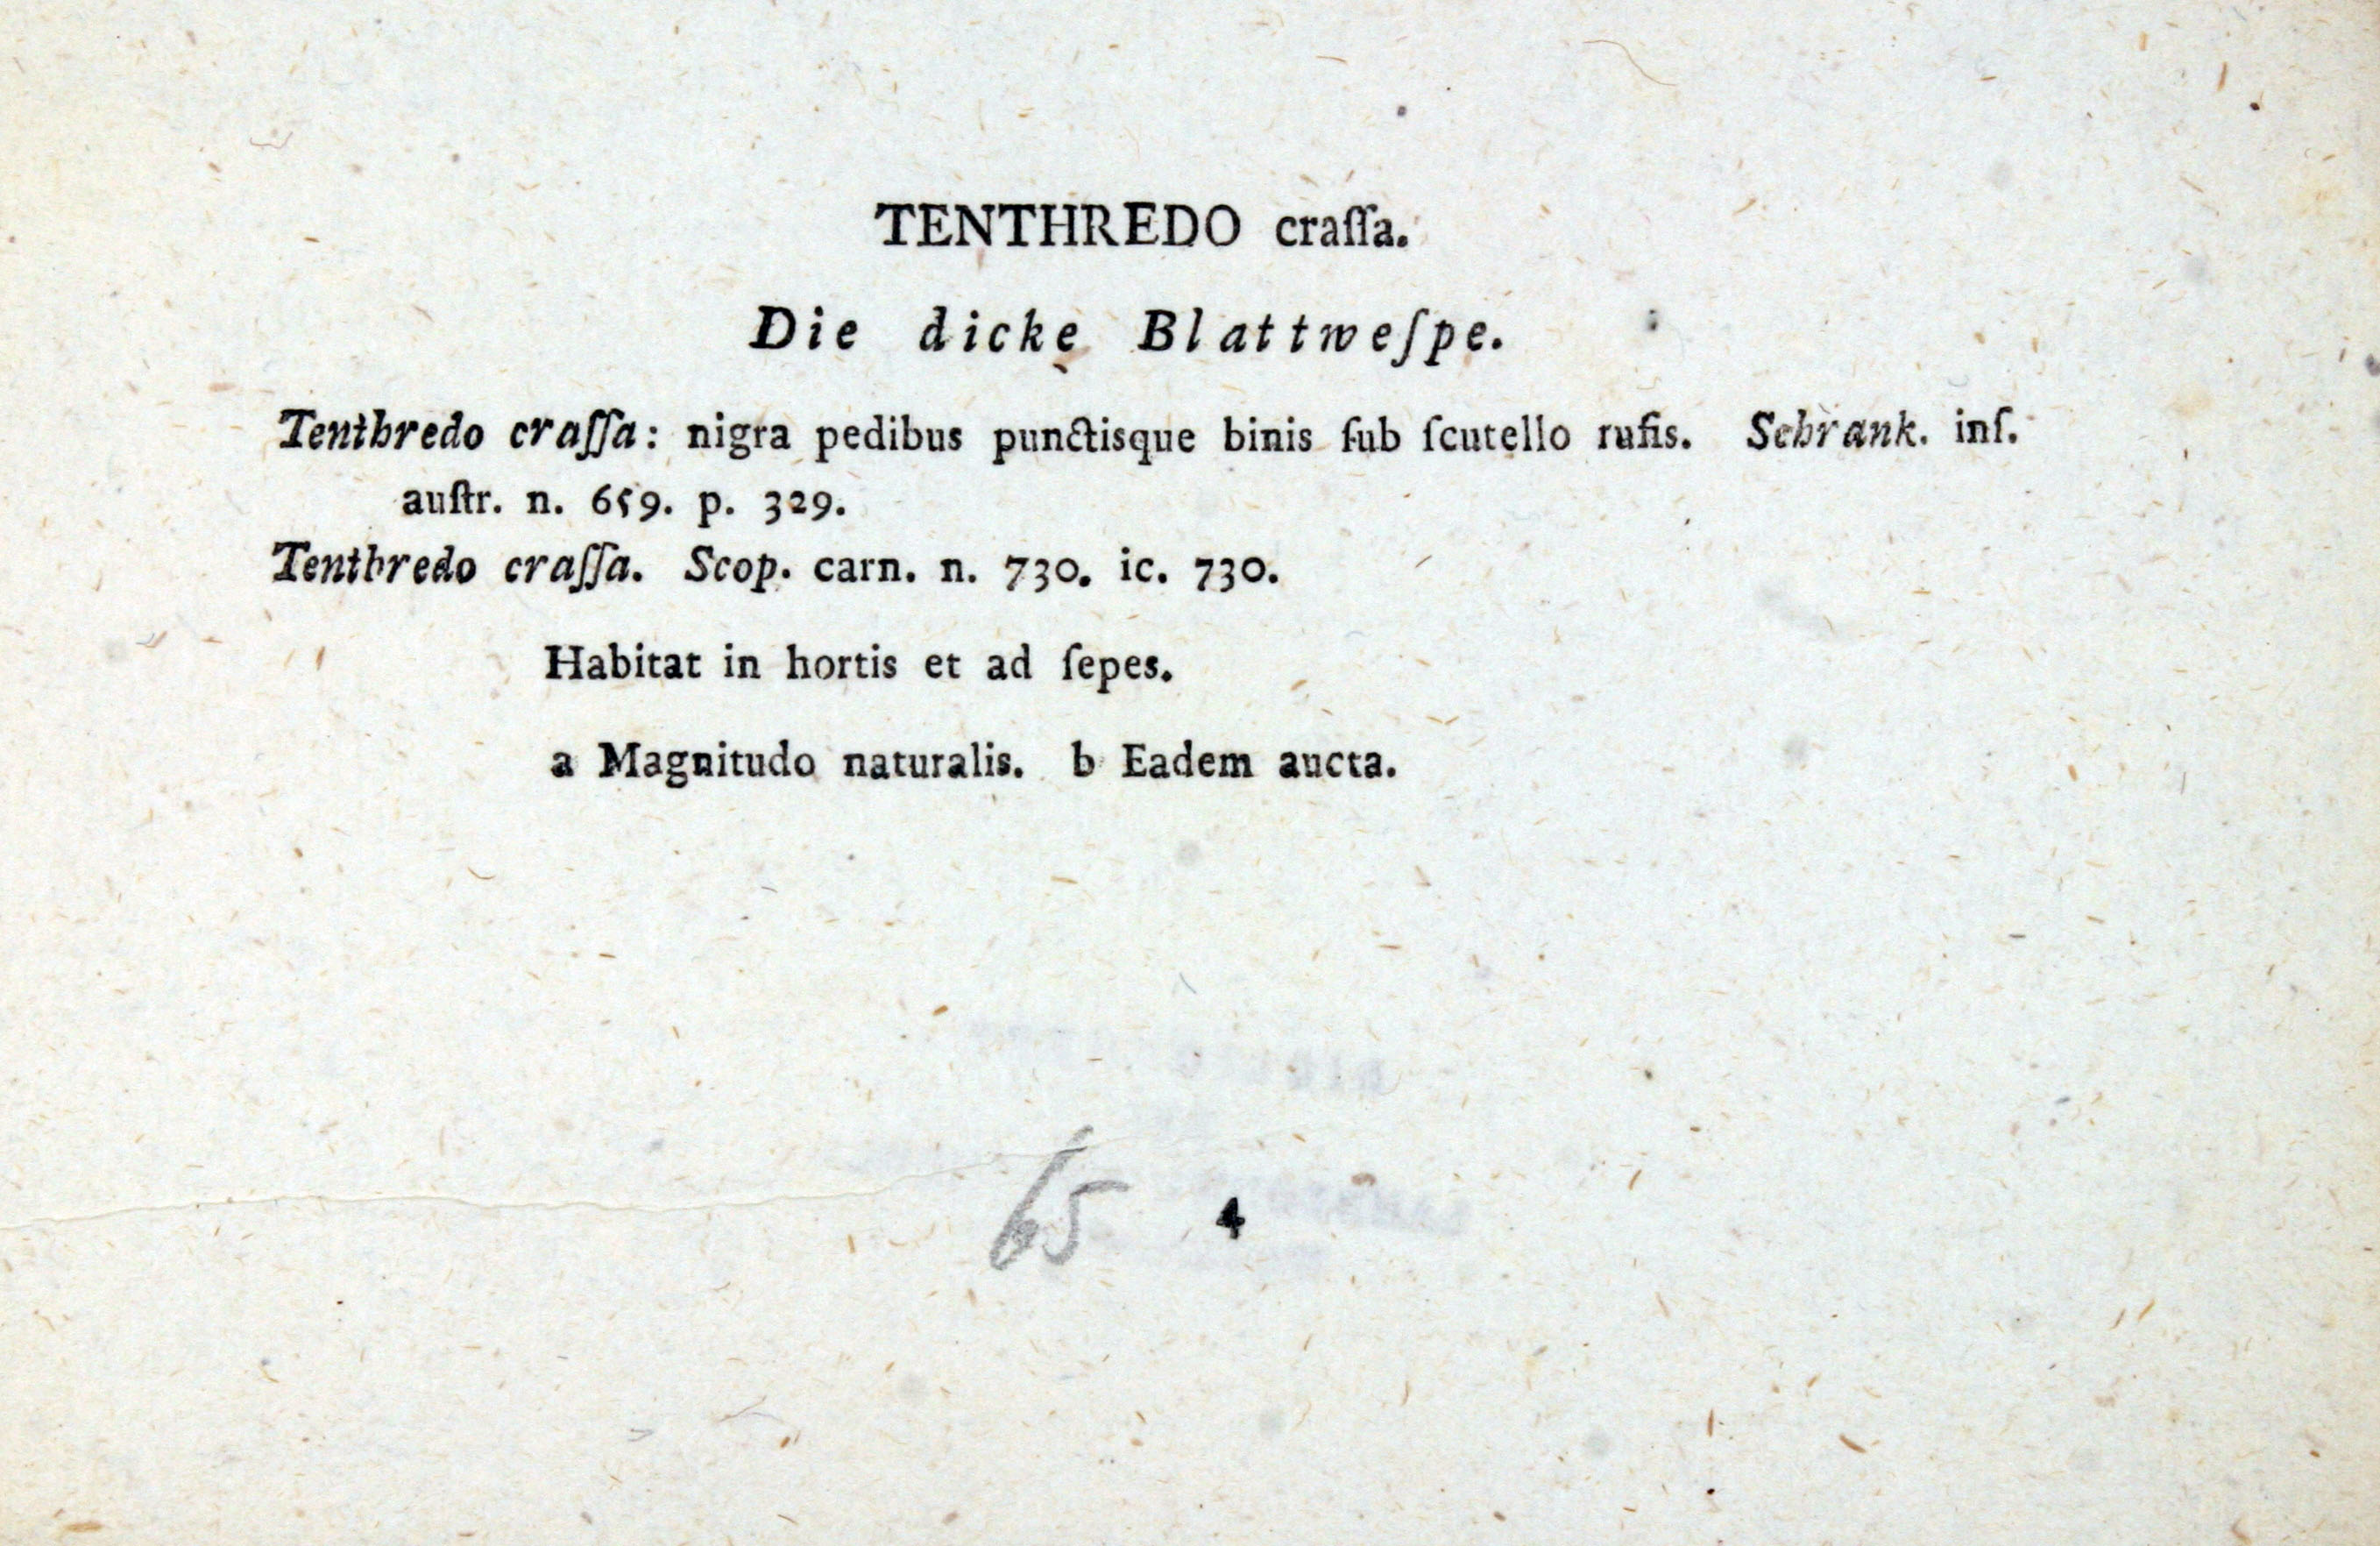 TENTHREDO craſſa.
Die dicke Blattweſpe.
Tenthredo craſſa: nigra pedibus punctisque binis ſub ſcutello rufis. Schrank. inſ.
auſtr. n. 659. p. 329.
Tenthredo craſſa. Scop. carn. n. 730. ic. 730.
Habitat in hortis et ad ſepes.
a Magnitudo naturalis. b Eadem aucta.
65 4